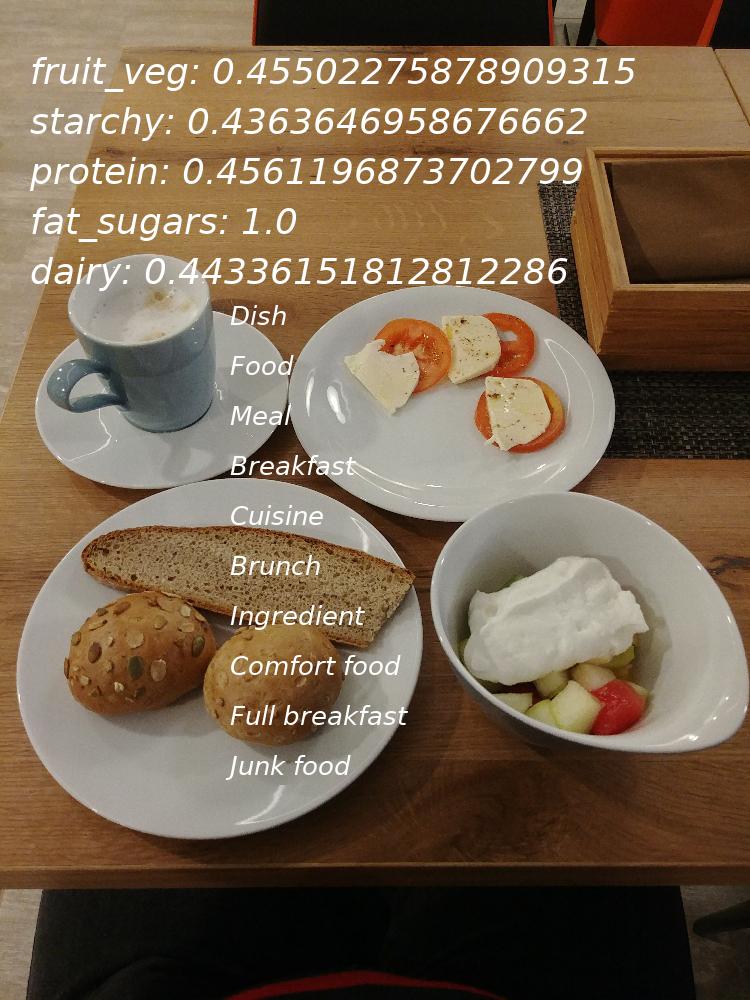 fruit_veg: 0.45502275878909315
starchy: 0.4363646958676662
protein: 0.4561196873702799
fat_sugars: 1.0
dairy: 0.44336151812812286
Dish
Food
Meal
Breakfast
Cuisine
Brunch
Ingredient
Comfort food
Full breakfast
Junk food